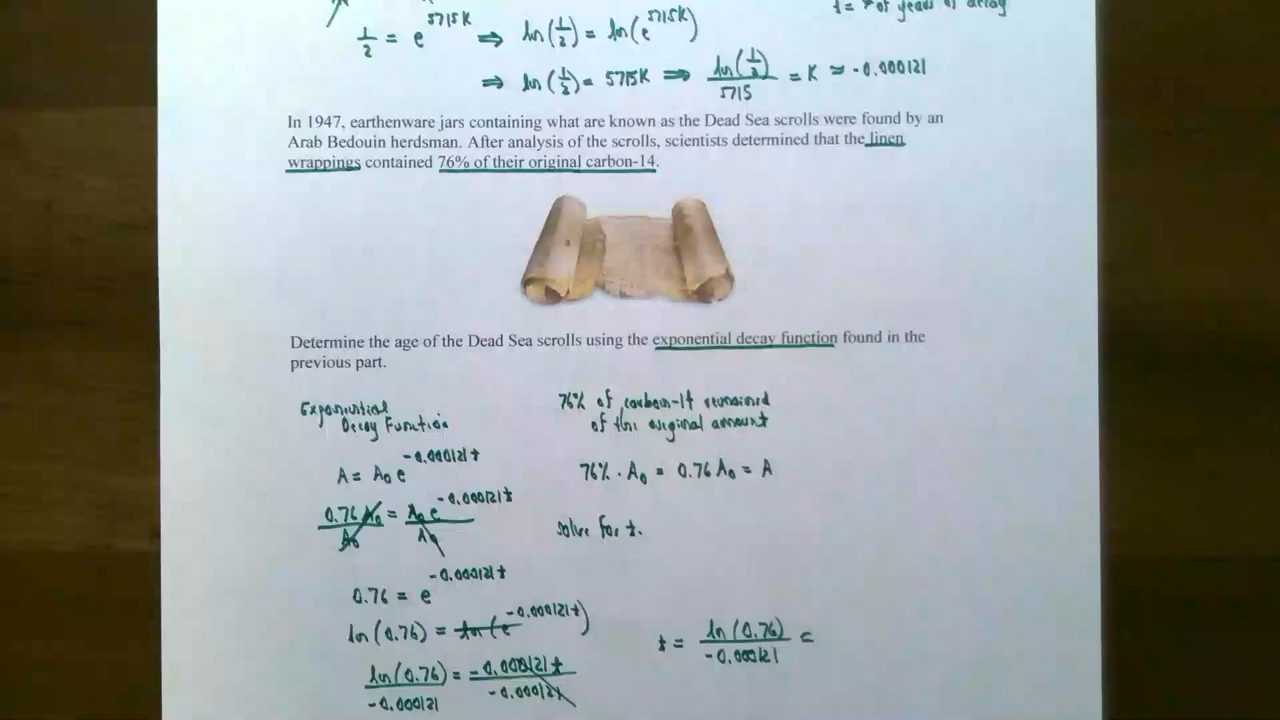 t = # of years of decay
1/2 = e^5715K ⇒ ln(1/2) = ln(e^5715K)
⇒ ln(1/2) = 5715K ⇒ ln(1/2)/5715 = K ≈ -0.000121
In 1947, earthenware jars containing what are known as the Dead Sea scrolls were found by an
Arab Bedouin herdsman. After analysis of the scrolls, scientists determined that the linen
wrappings contained 76% of their original carbon-14.
Determine the age of the Dead Sea scrolls using the exponential decay function found in the
previous part.
Exponential
Decay Function
76% of carbon-14 remained
of the original amount
A = A₀ e^-0.000121t
76% · A₀ = 0.76 A₀ = A
0.76 A₀/A₀ = A₀ e^-0.000121t/A₀
solve for t.
0.76 = e^-0.000121t
ln(0.76) = ln(e^-0.000121t)
ln(0.76)/-0.000121 = -0.000121t/-0.000121
t = ln(0.76)/-0.000121 =